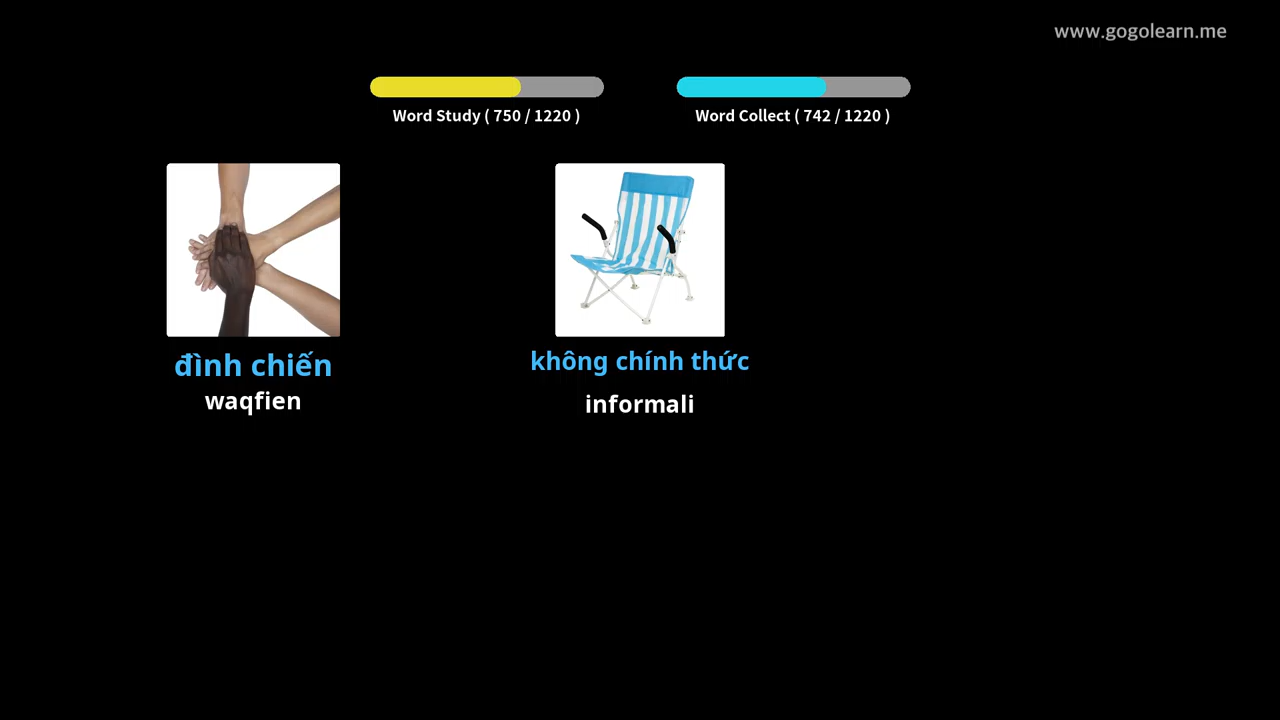 www.gogolearn.me
Word Study ( 750 / 1220 )
Word Collect ( 742 / 1220 )
đình chiến
waqfien
không chính thức
informali